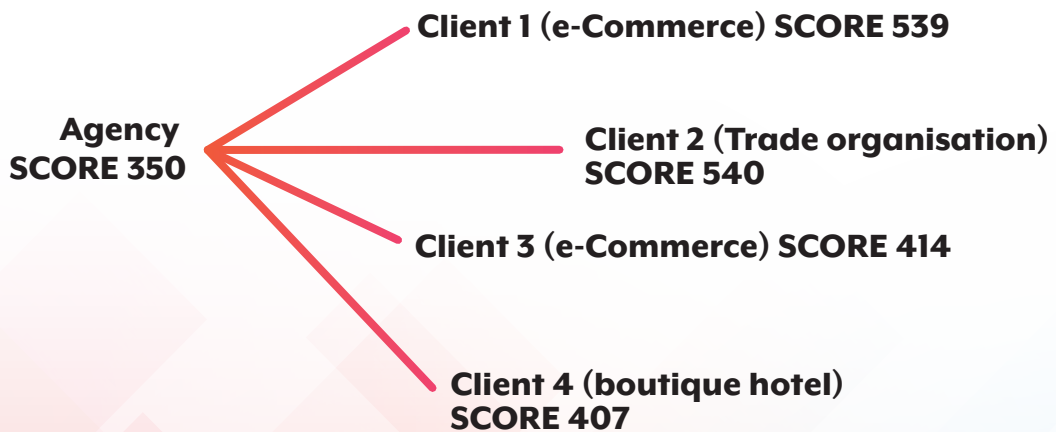 Client 1 (e-Commerce) SCORE 539
Agency
SCORE 350
Client 2 (Trade organisation)
SCORE 540
Client 3 (e-Commerce) SCORE 414
Client 4 (boutique hotel)
SCORE 407